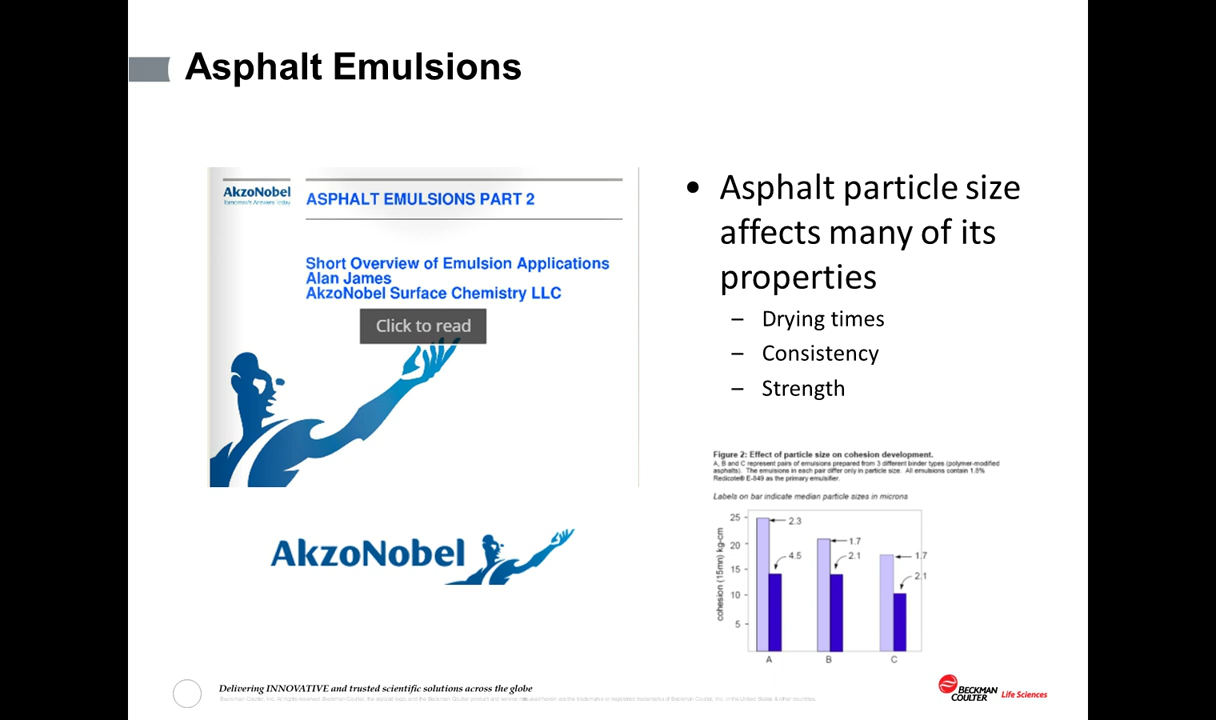 Asphalt Emulsions
AkzoNobel
Tomorrow's Answers Today
ASPHALT EMULSIONS PART 2
Short Overview of Emulsion Applications
Alan James
AkzoNobel Surface Chemistry LLC
Click to read
AkzoNobel
• Asphalt particle size
affects many of its
properties
– Drying times
– Consistency
– Strength
Figure 2: Effect of particle size on cohesion development.
A, B and C represent pairs of emulsions prepared from 3 different binder types (polymer-modified
asphalts). The emulsions in each pair differ only in particle size. All emulsions contain 1.8%
Redicote® E-849 as the primary emulsifier.
Labels on bar indicate median particle sizes in microns
cohesion (15mn) kg-cm
25
20
15
10
5
2.3
4.5
1.7
2.1
1.7
2.1
A B C
Delivering INNOVATIVE and trusted scientific solutions across the globe
BECKMAN
COULTER Life Sciences